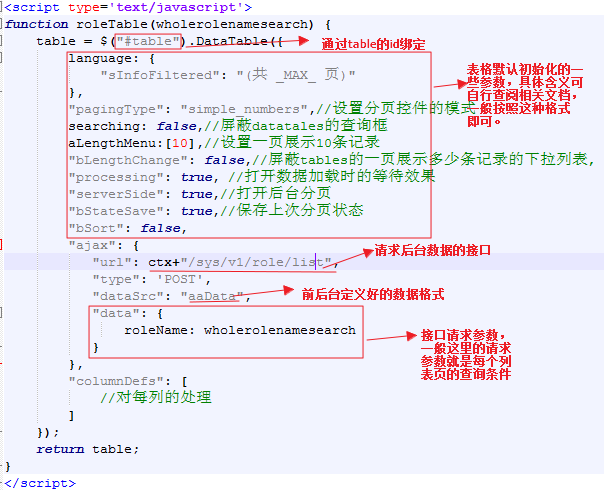 <script type='text/javascript'>
function roleTable(wholerolenamesearch) {
table = $("#table").DataTable({
通过table的id绑定
language: {
"sInfoFiltered": "(共 _MAX_ 页)"
},
"pagingType": "simple_numbers",//设置分页控件的模式
searching: false,//屏蔽datatales的查询框
aLengthMenu:[10],//设置一页展示10条记录
"bLengthChange": false,//屏蔽tables的一页展示多少条记录的下拉列表,
"processing": true, //打开数据加载时的等待效果
"serverSide": true,//打开后台分页
"bStateSave": true,//保存上次分页状态
"bSort": false,
表格默认初始化的一
些参数，具体含义可
自行查阅相关文档，
一般按照这种格式
即可。
"ajax": {
"url": ctx+"/sys/v1/role/list",
请求后台数据的接口
"type": 'POST',
"dataSrc": "aaData",
前后台定义好的数据格式
"data": {
roleName: wholerolenamesearch
}
接口请求参数，
一般这里的请求
参数就是每个列
表页的查询条件
},
"columnDefs": [
//对每列的处理
]
});
return table;
}
</script>